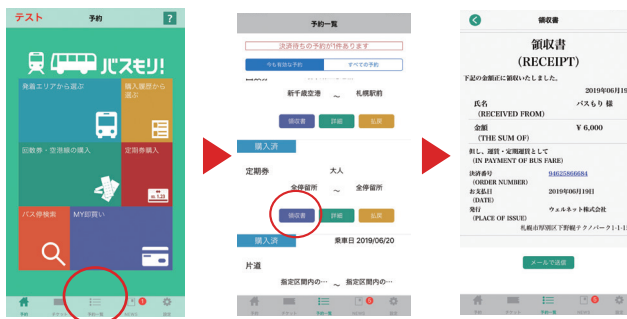 テスト
予約
?
バスもり!
発着エリアから選ぶ
購入履歴から
選ぶ
回数券・空港線の購入
定期券購入
バス停検索
MY即買い
予約一覧
決済待ちの予約が1件あります
今も有効な予約
すべての予約
新千歳空港 ~ 札幌駅前
領収書
詳細
払戻
購入済
定期券 大人
全停留所 ~ 全停留所
領収書
詳細
払戻
購入済 乗車日 2019/06/20
片道
指定区間内の… ~ 指定区間内の…
領収書
領収書
(RECEIPT)
下記の金額正に領収いたしました。
2019年06月19
氏名 バスもり 様
(RECEIVED FROM)
金額 ¥ 6,000
(THE SUM OF)
但し、運賃・定期運賃として
(IN PAYMENT OF BUS FARE)
決済番号 94625866684
(ORDER NUMBER)
お支払日 2019年06月19日
(DATE)
発行 ウェルネット株式会社
(PLACE OF ISSUE)
札幌市厚別区下野幌テクノパーク1-1-1
メールで送信